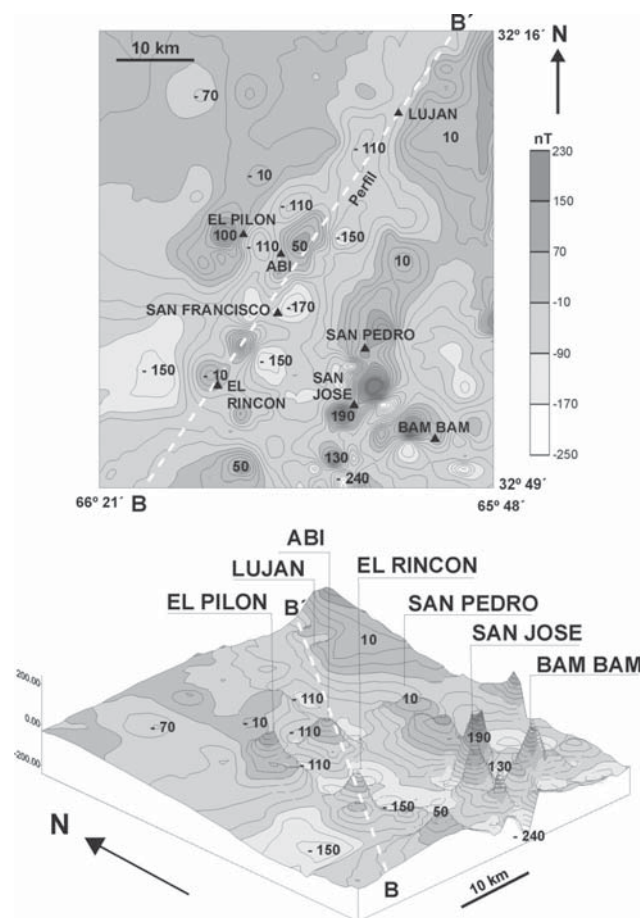 B´
32º 16´
N
10 km
- 70
LUJAN
nT
230
10
- 110
150
- 10
Perfil
- 110
EL PILON
100
- 110
50
-150
70
ABI
10
-10
SAN FRANCISCO
-170
SAN PEDRO
-90
- 150
- 150
- 10
SAN
JOSE
EL
RINCON
190
-170
BAM BAM
130
50
-250
- 240
66º 21´
B
32º 49´
65º 48´
ABI
LUJAN
EL RINCON
EL PILON
B´
SAN PEDRO
10
SAN JOSE
BAM BAM
200.00
0.00
-200.00
- 110
10
- 70
- 10
- 110
190
- 110
130
- 150
50
N
- 150
- 240
B
10 km